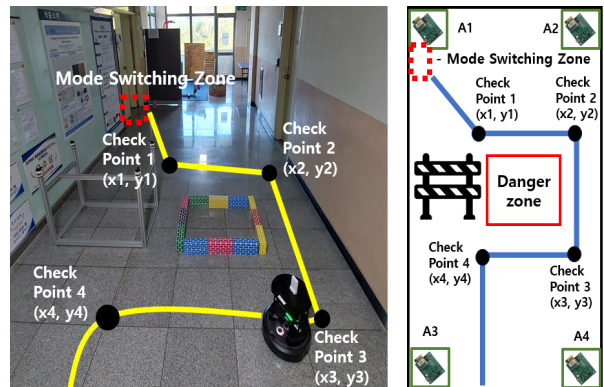 Mode Switching Zone
Check
Point 1
(x1, y1)
Check
Point 2
(x2, y2)
Check
Point 4
(x4, y4)
Check
Point 3
(x3, y3)
A1
A2
- Mode Switching Zone
Check
Point 1
(x1, y1)
Check
Point 2
(x2, y2)
Danger
zone
Check
Point 4
(x4, y4)
Check
Point 3
(x3, y3)
A3
A4